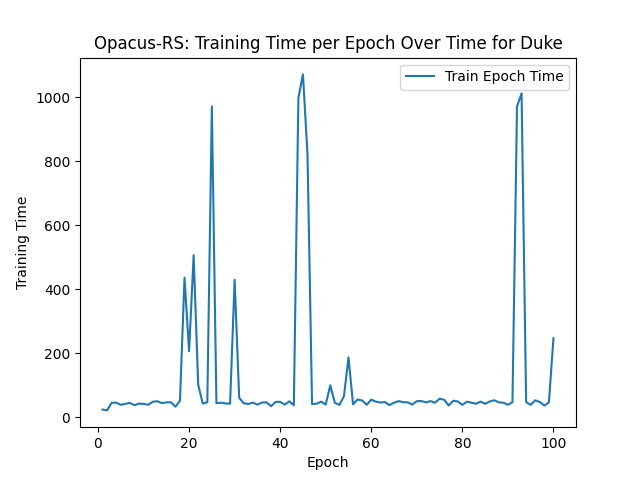 Opacus-RS: Training Time per Epoch Over Time for Duke
Train Epoch Time
1000
800
600
400
200
0
Training Time
0 20 40 60 80 100
Epoch